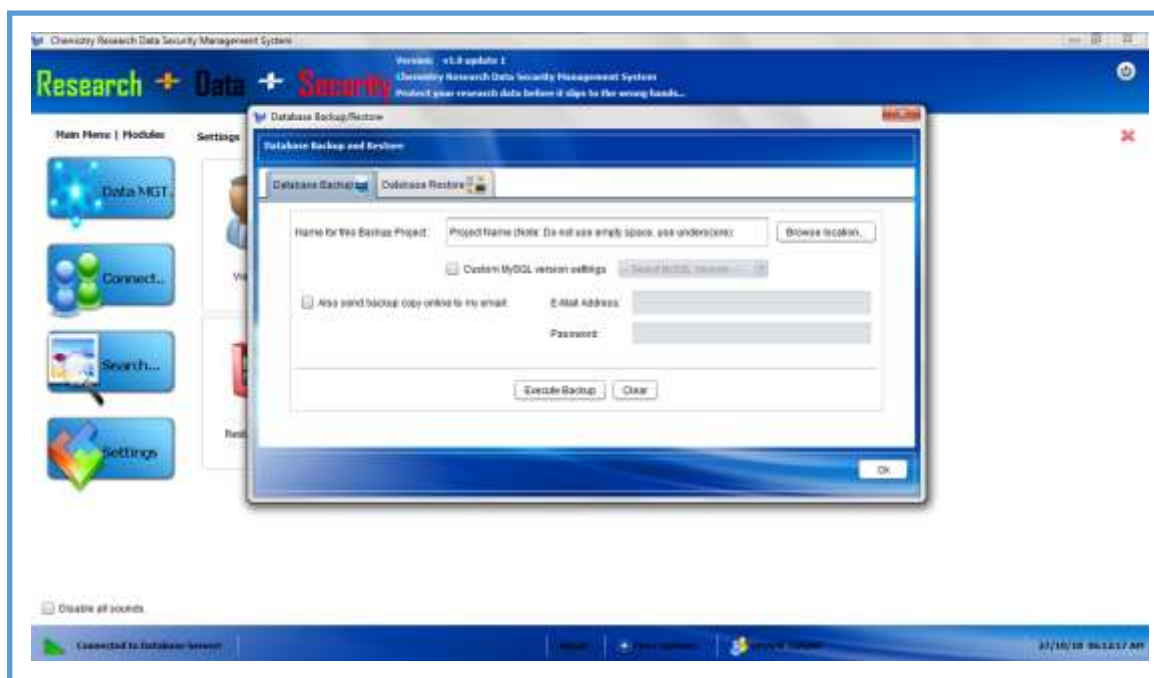 Chemistry Research Data Security Management System
Version: v1.0 update 1
Chemistry Research Data Security Management System
Protect your research data before it slips to the wrong hands...
Research + Data + Security
Database Backup/Restore
Main Menu | Modules
Settings
Database Backup and Restore
Data MGT.
Database Backup
Database Restore
Name for this Backup Project:
Project Name (Note: Do not use empty space, use underscore)
Browse location..
Connect..
Custom MySQL version settings
- Select MySQL Version -
Also send backup copy online to my email:
E-Mail Address:
Password:
Search...
Execute Backup
Clear
Settings
OK
Disable all sounds.
Connected to Database Server!